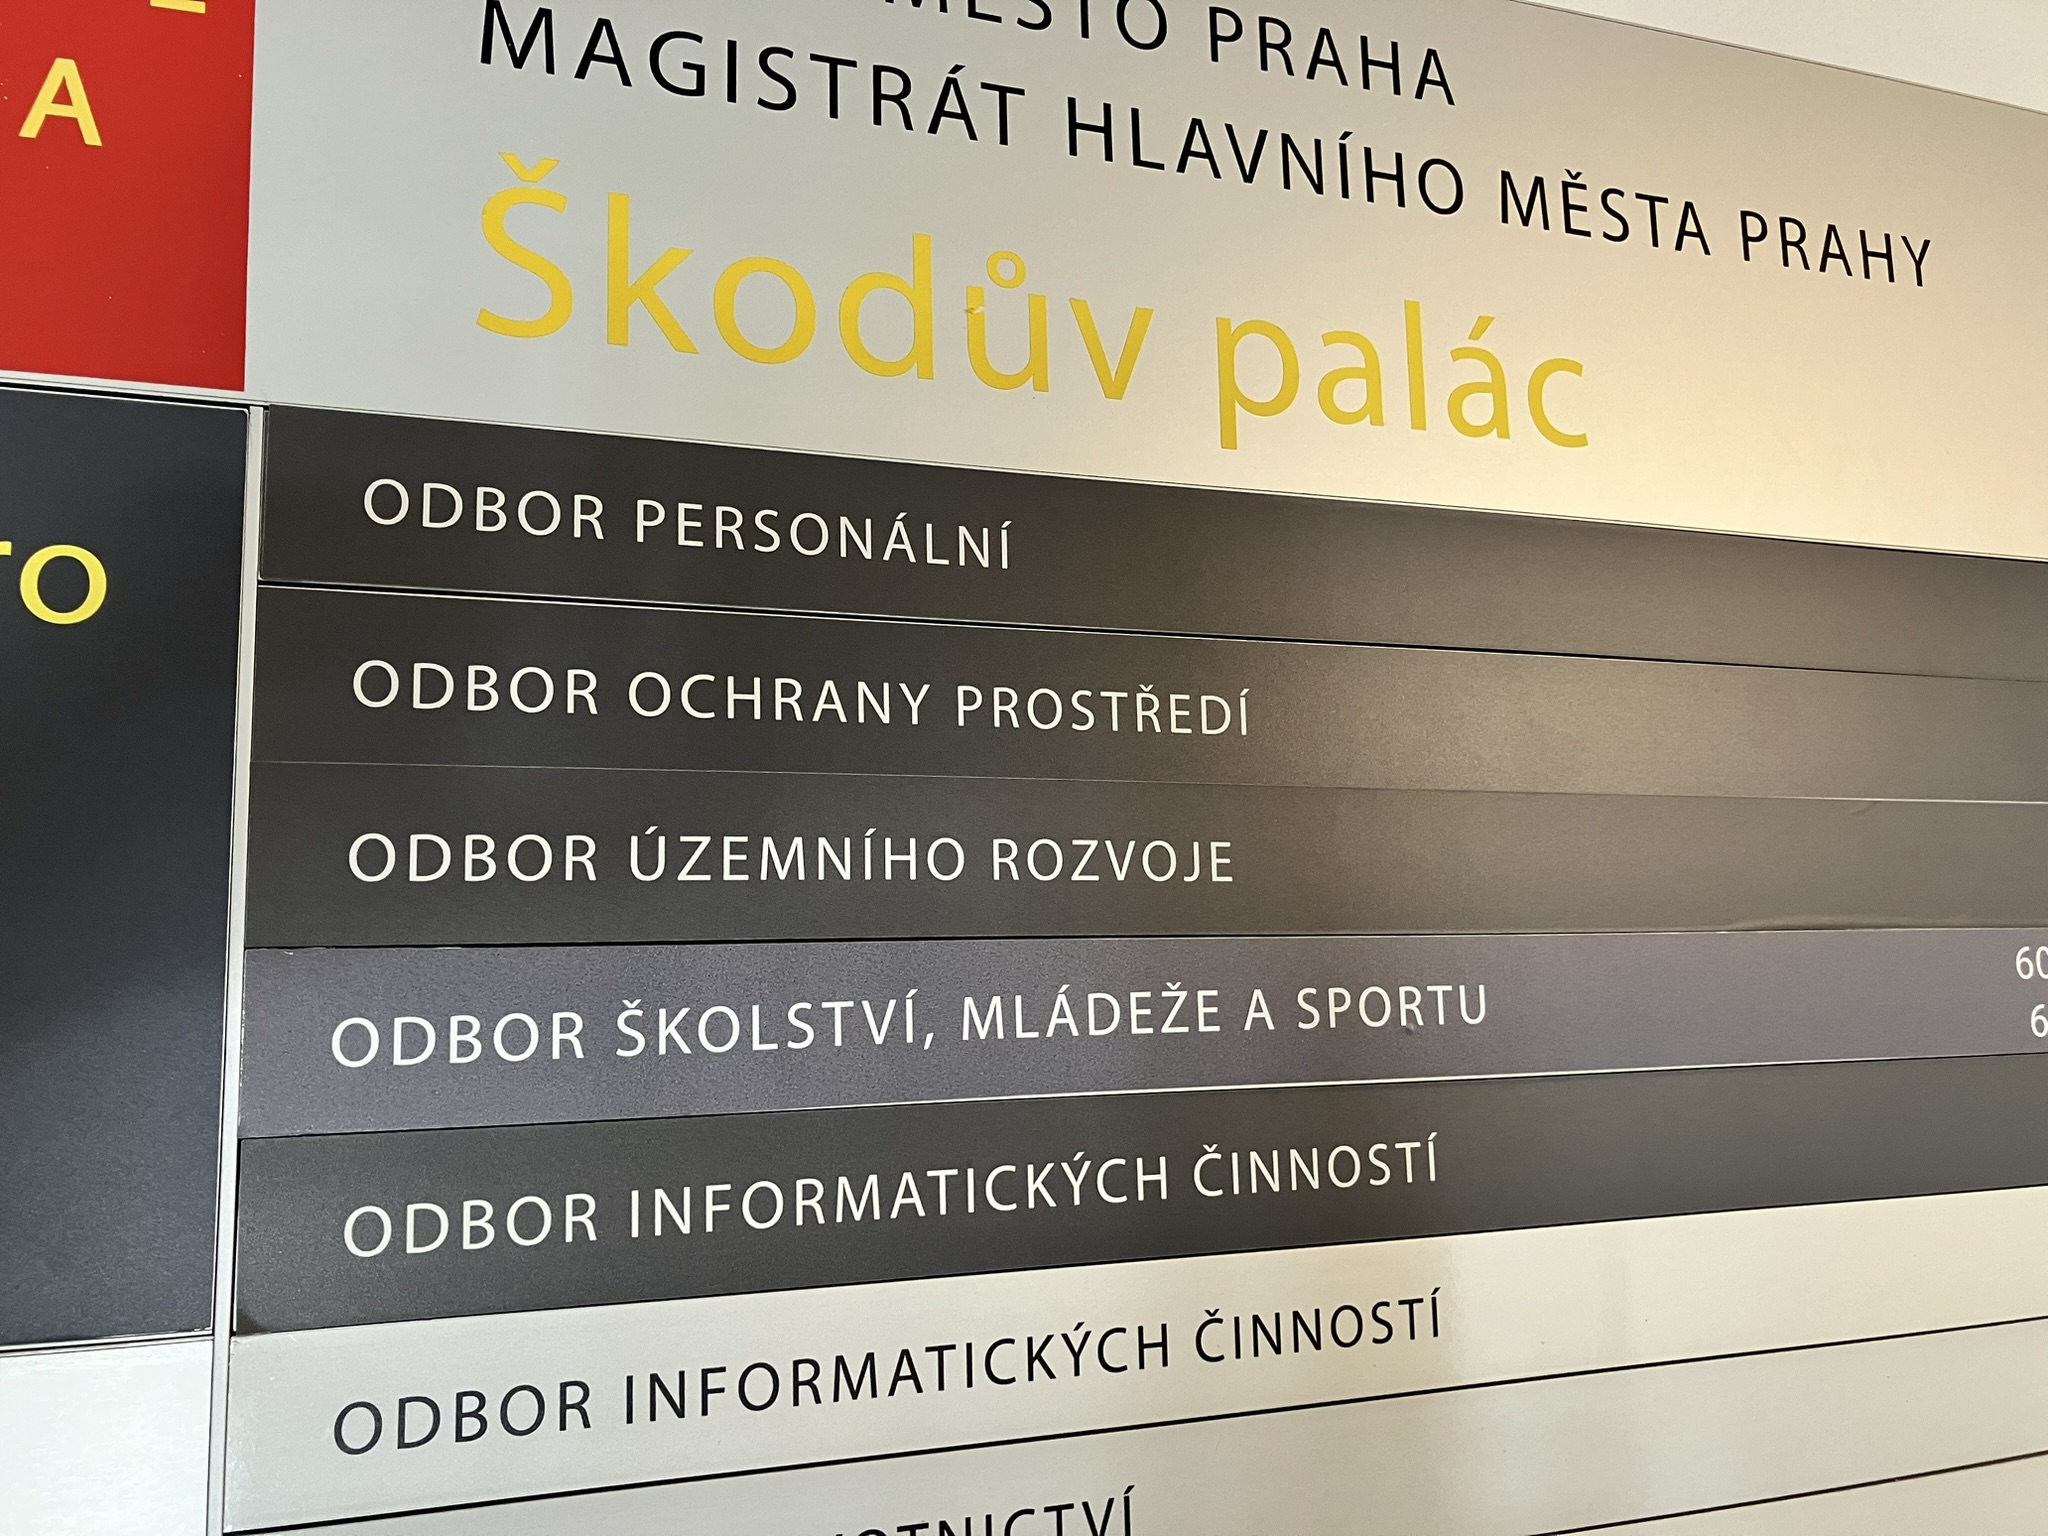 A
PRAHA
MAGISTRÁT HLAVNÍHO MĚSTA PRAHY
Škodův palác
ODBOR PERSONÁLNÍ
ODBOR OCHRANY PROSTŘEDÍ
ODBOR ÚZEMNÍHO ROZVOJE
ODBOR ŠKOLSTVÍ, MLÁDEŽE A SPORTU
ODBOR INFORMATICKÝCH ČINNOSTÍ
ODBOR INFORMATICKÝCH ČINNOSTÍ